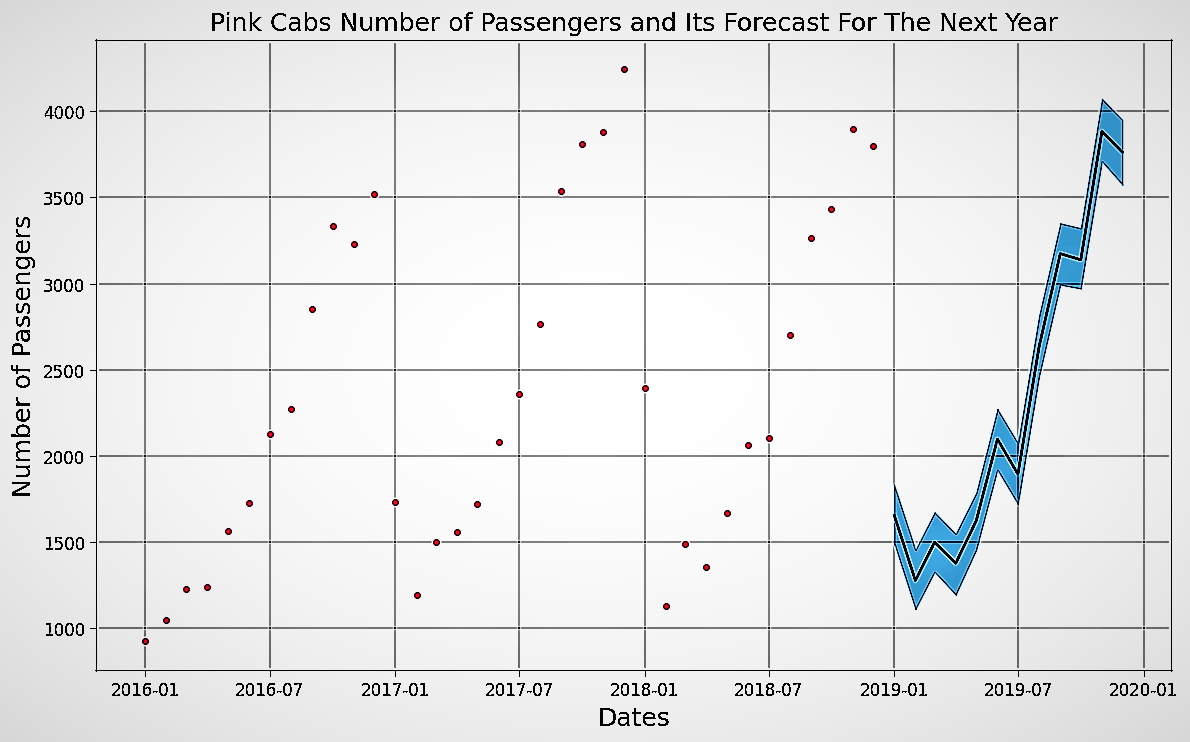 Pink Cabs Number of Passengers and Its Forecast For The Next Year
4000
3500
3000
2500
2000
1500
1000
Number of Passengers
2016-01 2016-07 2017-01 2017-07 2018-01 2018-07 2019-01 2019-07 2020-01
Dates